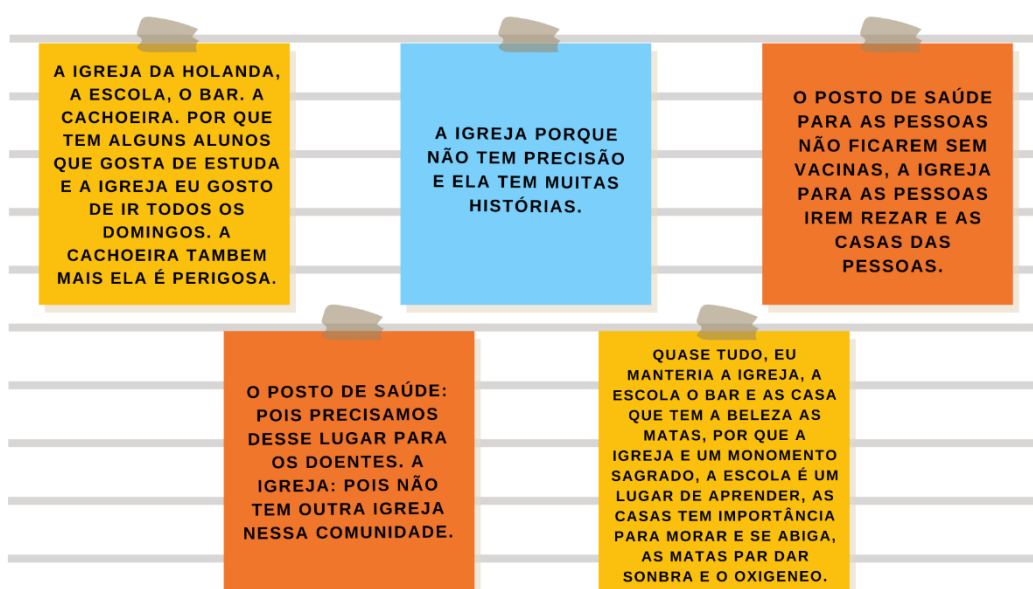 A IGREJA DA HOLANDA,
A ESCOLA, O BAR. A
CACHOEIRA. POR QUE
TEM ALGUNS ALUNOS
QUE GOSTA DE ESTUDA
E A IGREJA EU GOSTO
DE IR TODOS OS
DOMINGOS. A
CACHOEIRA TAMBEM
MAIS ELA É PERIGOSA.
A IGREJA PORQUE
NÃO TEM PRECISÃO
E ELA TEM MUITAS
HISTÓRIAS.
O POSTO DE SAÚDE
PARA AS PESSOAS
NÃO FICAREM SEM
VACINAS, A IGREJA
PARA AS PESSOAS
IREM REZAR E AS
CASAS DAS
PESSOAS.
O POSTO DE SAÚDE:
POIS PRECISAMOS
DESSE LUGAR PARA
OS DOENTES. A
IGREJA: POIS NÃO
TEM OUTRA IGREJA
NESSA COMUNIDADE.
QUASE TUDO, EU
MANTERIA A IGREJA, A
ESCOLA O BAR E AS CASA
QUE TEM A BELEZA AS
MATAS, POR QUE A
IGREJA E UM MONOMENTO
SAGRADO, A ESCOLA É UM
LUGAR DE APRENDER, AS
CASAS TEM IMPORTÂNCIA
PARA MORAR E SE ABIGA,
AS MATAS PAR DAR
SONBRA E O OXIGENEO.